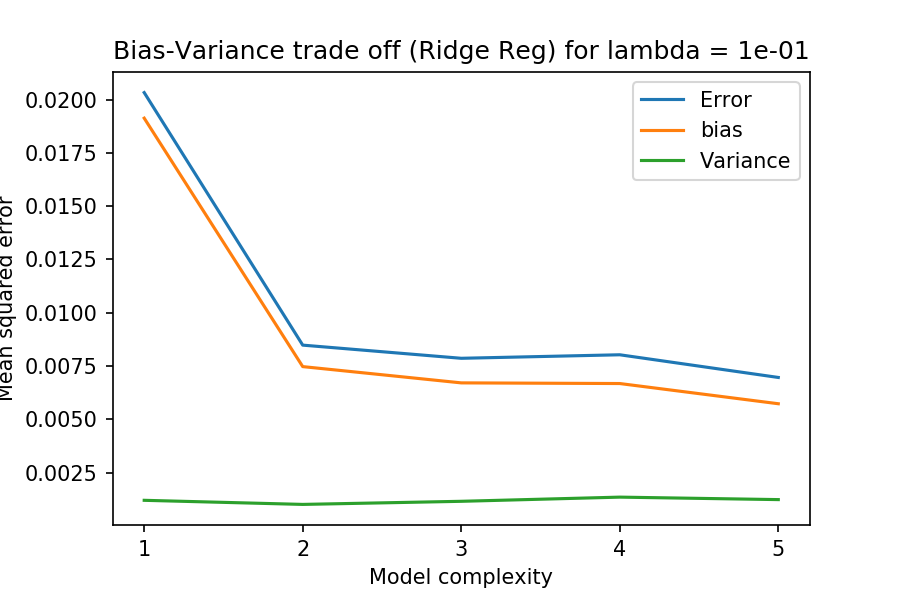 Bias-Variance trade off (Ridge Reg) for lambda = 1e-01
Error
bias
Variance
Mean squared error
0.0200
0.0175
0.0150
0.0125
0.0100
0.0075
0.0050
0.0025
1 2 3 4 5
Model complexity